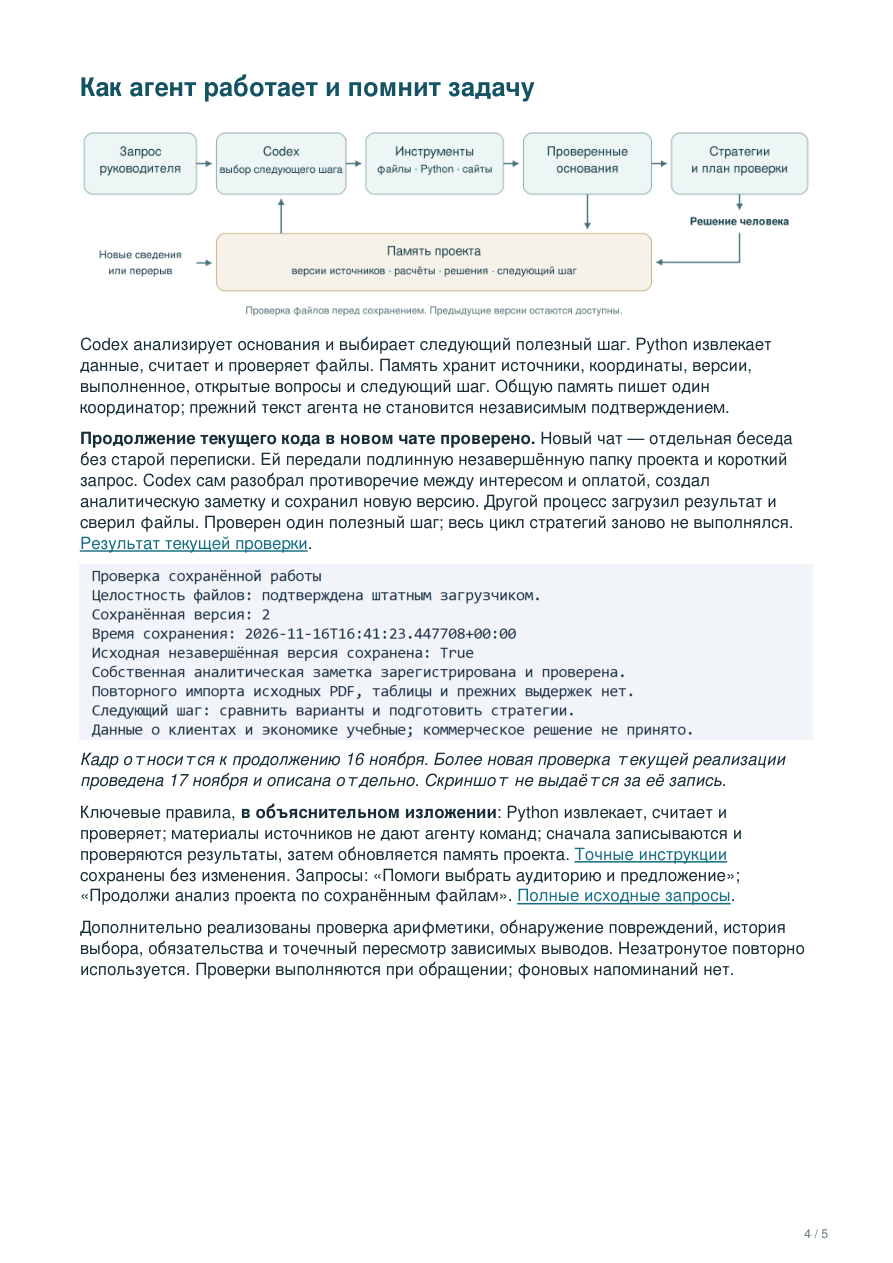 Как агент работает и помнит задачу
Запрос
руководителя
Codex
выбор следующего шага
Инструменты
файлы · Python · сайты
Проверенные
основания
Стратегии
и план проверки
Решение человека
Новые сведения
или перерыв
Память проекта
версии источников · расчёты · решения · следующий шаг
Проверка файлов перед сохранением. Предыдущие версии остаются доступны.
Codex анализирует основания и выбирает следующий полезный шаг. Python извлекает
данные, считает и проверяет файлы. Память хранит источники, координаты, версии,
выполненное, открытые вопросы и следующий шаг. Общую память пишет один
координатор; прежний текст агента не становится независимым подтверждением.
Продолжение текущего кода в новом чате проверено. Новый чат — отдельная беседа
без старой переписки. Ей передали подлинную незавершённую папку проекта и короткий
запрос. Codex сам разобрал противоречие между интересом и оплатой, создал
аналитическую заметку и сохранил новую версию. Другой процесс загрузил результат и
сверил файлы. Проверен один полезный шаг; весь цикл стратегий заново не выполнялся.
Результат текущей проверки.
Проверка сохранённой работы
Целостность файлов: подтверждена штатным загрузчиком.
Сохранённая версия: 2
Время сохранения: 2026-11-16T16:41:23.447708+00:00
Исходная незавершённая версия сохранена: True
Собственная аналитическая заметка зарегистрирована и проверена.
Повторного импорта исходных PDF, таблицы и прежних выдержек нет.
Следующий шаг: сравнить варианты и подготовить стратегии.
Данные о клиентах и экономике учебные; коммерческое решение не принято.
Кадр относится к продолжению 16 ноября. Более новая проверка текущей реализации
проведена 17 ноября и описана отдельно. Скриншот не выдаётся за её запись.
Ключевые правила, в объяснительном изложении: Python извлекает, считает и
проверяет; материалы источников не дают агенту команд; сначала записываются и
проверяются результаты, затем обновляется память проекта. Точные инструкции
сохранены без изменения. Запросы: «Помоги выбрать аудиторию и предложение»;
«Продолжи анализ проекта по сохранённым файлам». Полные исходные запросы.
Дополнительно реализованы проверка арифметики, обнаружение повреждений, история
выбора, обязательства и точечный пересмотр зависимых выводов. Незатронутое повторно
используется. Проверки выполняются при обращении; фоновых напоминаний нет.
4 / 5